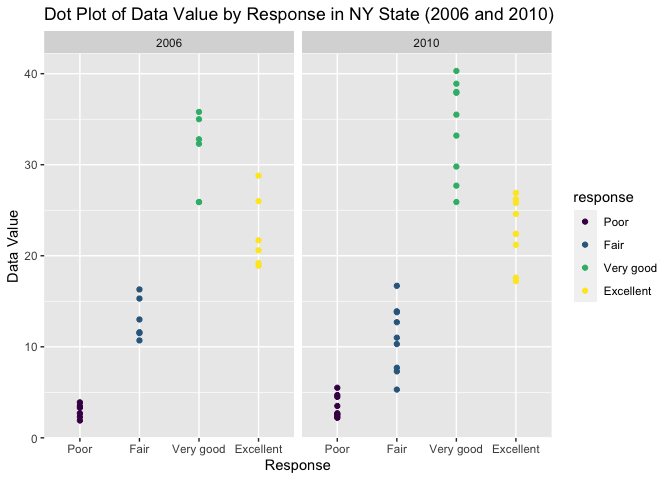 Dot Plot of Data Value by Response in NY State (2006 and 2010)
2006
2010
Data Value
40
30
20
10
0
Poor
Fair
Very good
Excellent
Poor
Fair
Very good
Excellent
Response
response
Poor
Fair
Very good
Excellent